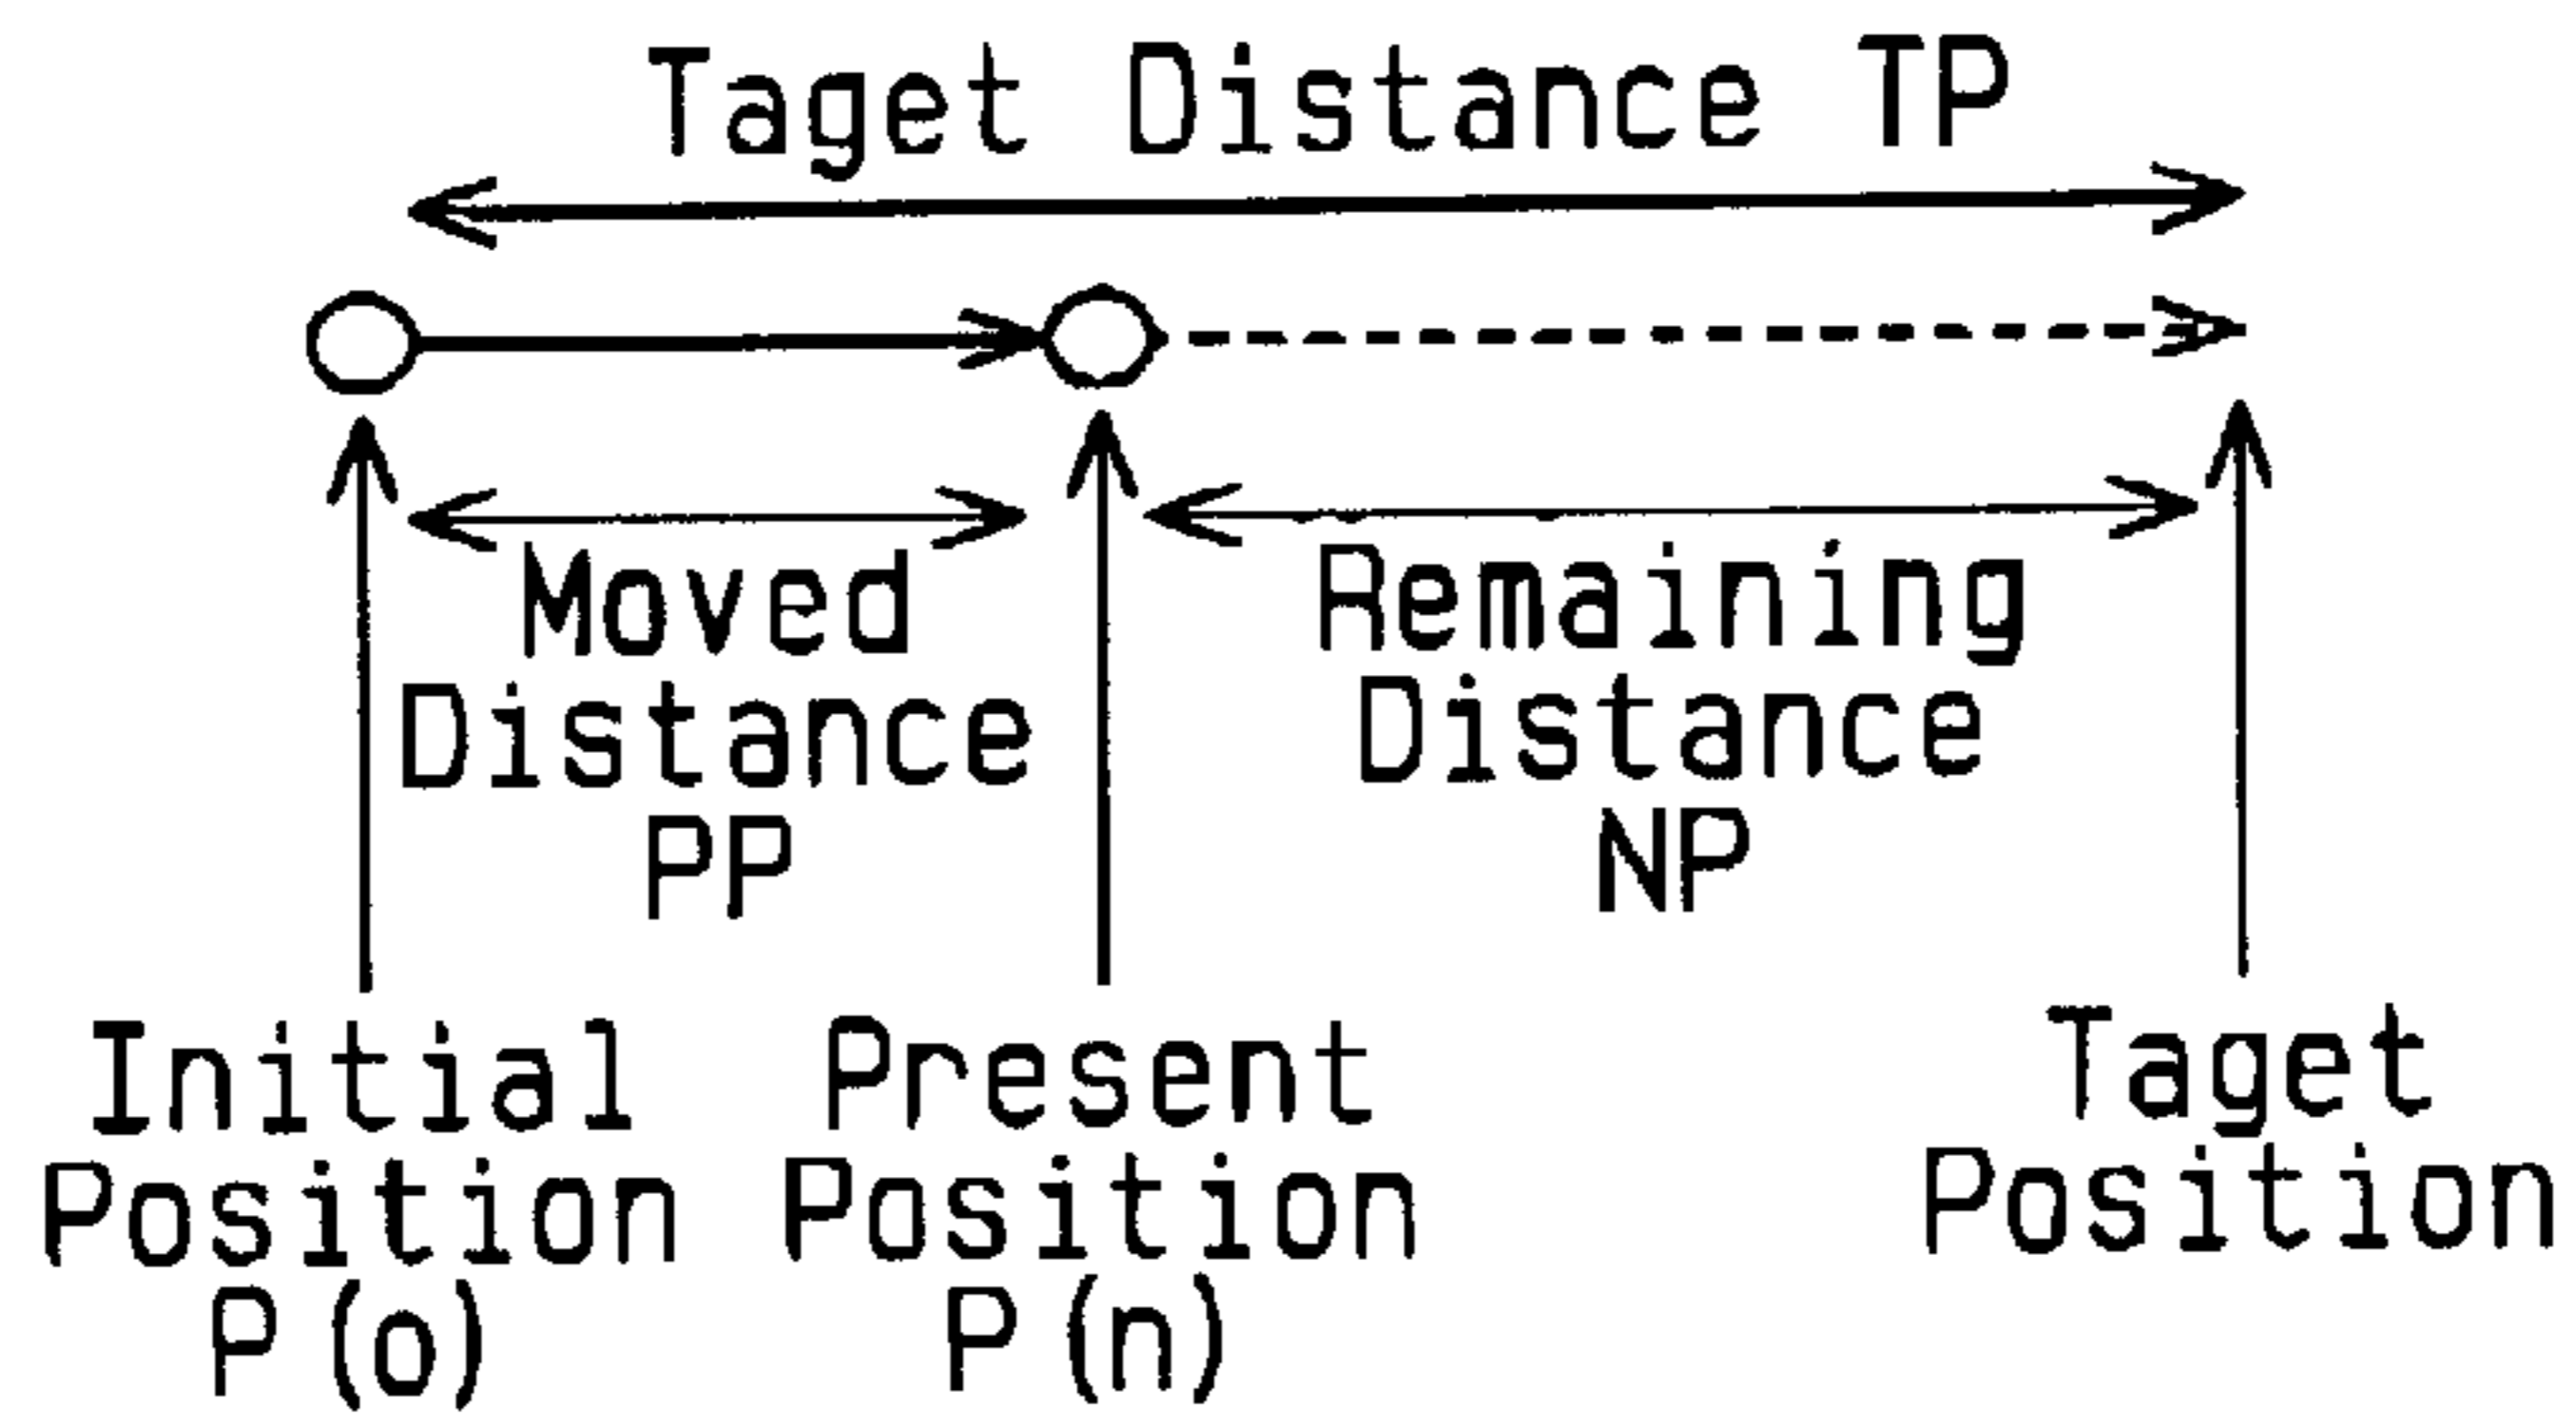 Taget Distance TP
Moved
Distance
PP
Remaining
Distance
NP
Initial
Position
P(o)
Present
Position
P(n)
Taget
Position